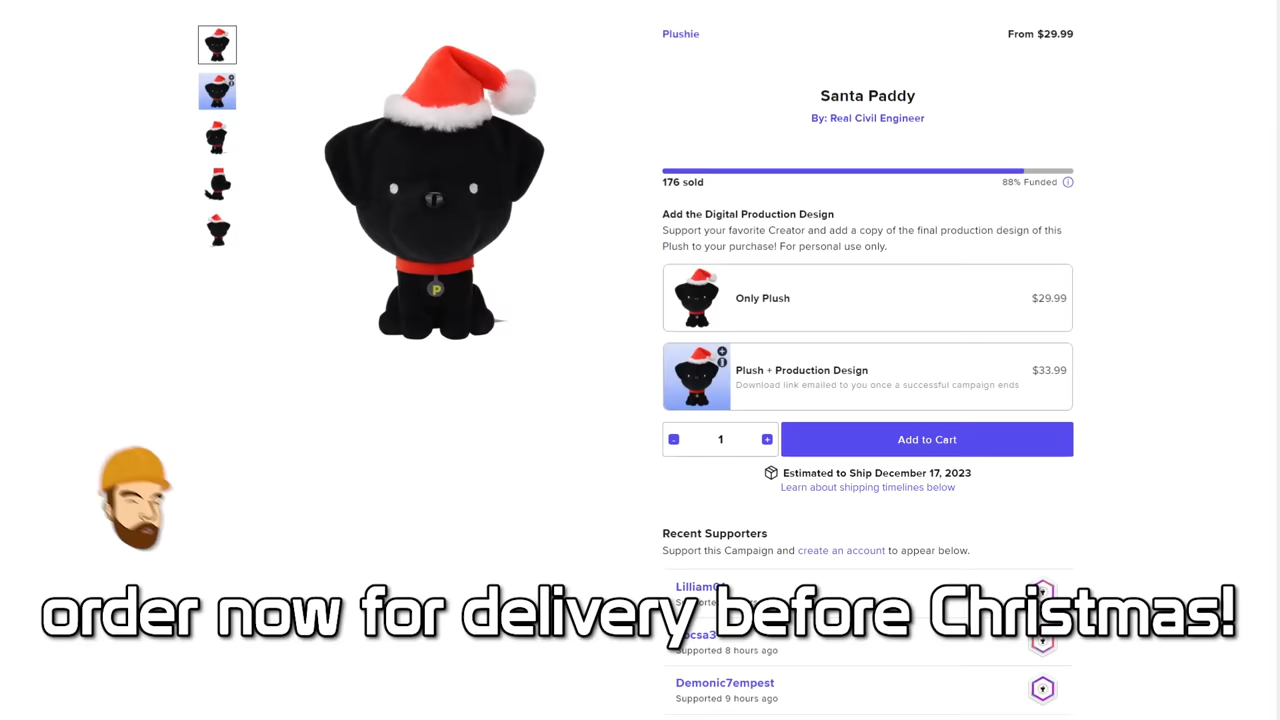 Plushie
From $29.99
Santa Paddy
By: Real Civil Engineer
176 sold
88% Funded
Add the Digital Production Design
Support your favorite Creator and add a copy of the final production design of this
Plush to your purchase! For personal use only.
P
Only Plush
$29.99
Plush + Production Design
$33.99
Download link emailed to you once a successful campaign ends
- 1 +
Add to Cart
Estimated to Ship December 17, 2023
Learn about shipping timelines below
Recent Supporters
Support this Campaign and create an account to appear below.
order now for delivery before Christmas!
Supported 8 hours ago
Demonic7empest
Supported 9 hours ago